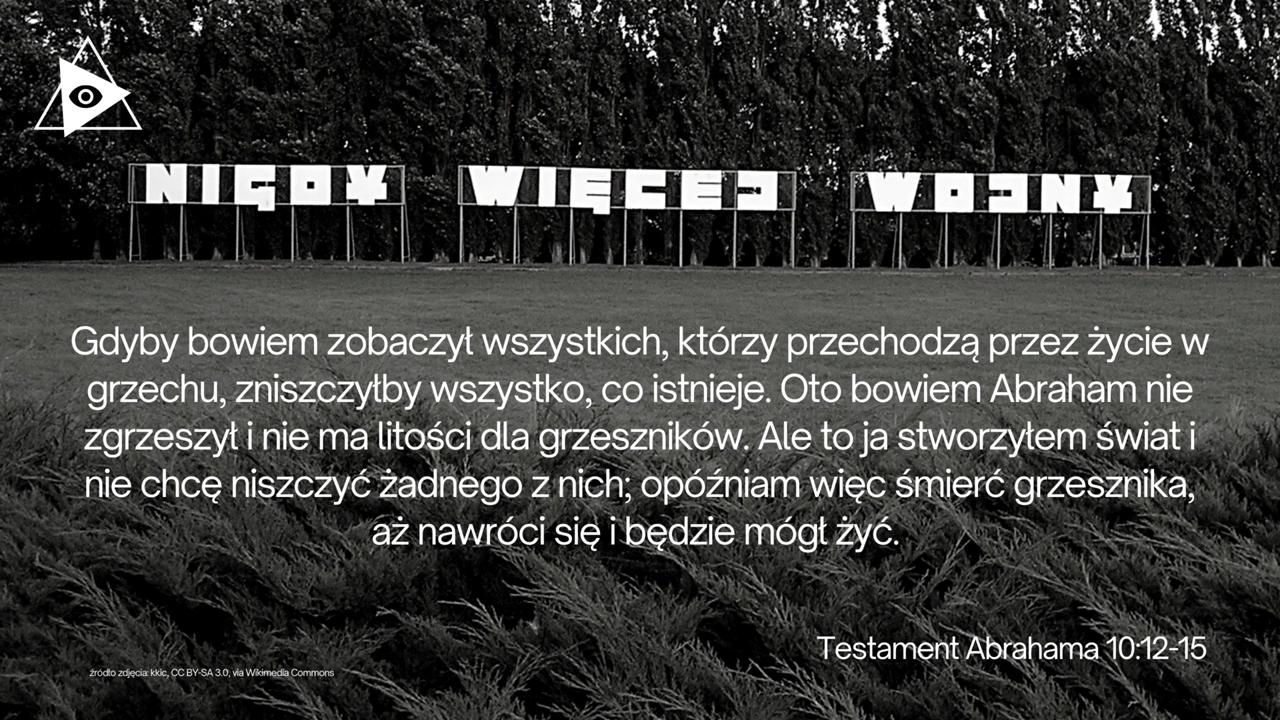 NIGDY WIĘCEJ WOJNY
Gdyby bowiem zobaczył wszystkich, którzy przechodzą przez życie w
grzechu, zniszczyłby wszystko, co istnieje. Oto bowiem Abraham nie
zgrzeszył i nie ma litości dla grzeszników. Ale to ja stworzyłem świat i
nie chcę niszczyć żadnego z nich; opóźniam więc śmierć grzesznika,
aż nawróci się i będzie mógł żyć.
Testament Abrahama 10:12-15
źródło zdjęcia: kkic, CC BY-SA 3.0, via Wikimedia Commons